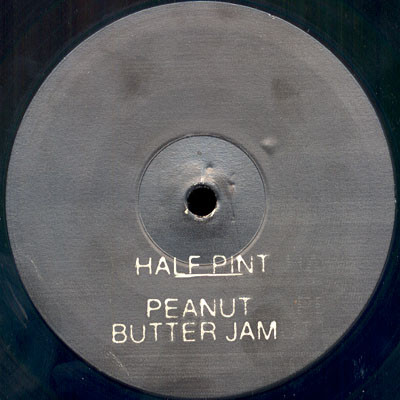 HALF PINT
PEANUT
BUTTER JAM